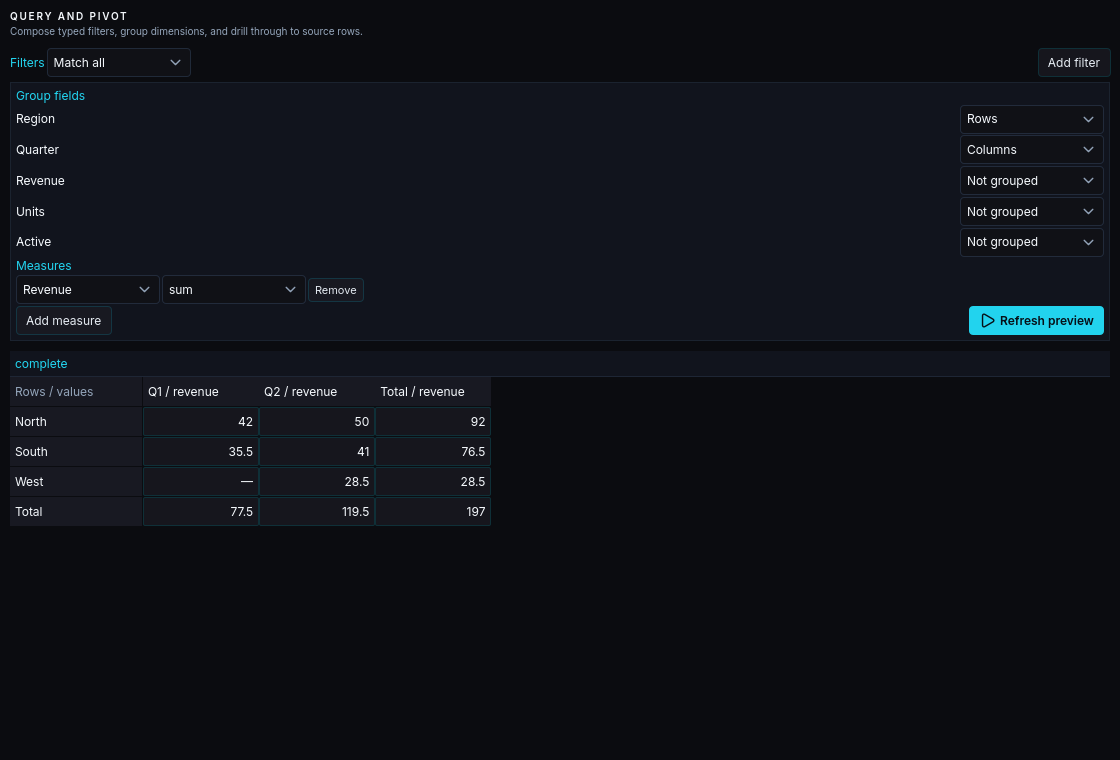 QUERY AND PIVOT
Compose typed filters, group dimensions, and drill through to source rows.
Filters Match all Add filter
Group fields
Region Rows
Quarter Columns
Revenue Not grouped
Units Not grouped
Active Not grouped
Measures
Revenue sum Remove
Add measure Refresh preview
complete
Rows / values Q1 / revenue Q2 / revenue Total / revenue
North 42 50 92
South 35.5 41 76.5
West — 28.5 28.5
Total 77.5 119.5 197